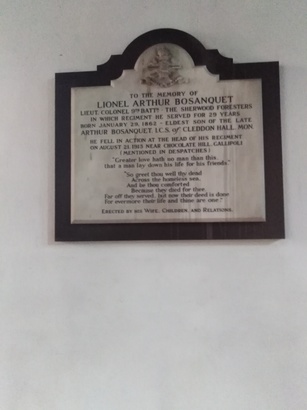 TO THE MEMORY OF
LIONEL ARTHUR BOSANQUET
LIEUT. COLONEL 9TH BATTN THE SHERWOOD FORESTERS
IN WHICH REGIMENT HE SERVED FOR 29 YEARS
BORN JANUARY 29. 1862 - ELDEST SON OF THE LATE
ARTHUR BOSANQUET. I.C.S. of CLEDDON HALL. MON.
HE FELL IN ACTION AT THE HEAD OF HIS REGIMENT
ON AUGUST 21. 1915 NEAR CHOCOLATE HILL, GALLIPOLI
(MENTIONED IN DESPATCHES)
"Greater love hath no man than this
that a man lay down his life for his friends."
"So greet thou well thy dead
Across the homeless sea,
And be thou comforted
Because they died for thee
Far off they served, but now their deed is done
For evermore their life and thine are one."
ERECTED BY HIS WIFE, CHILDREN AND RELATIONS.